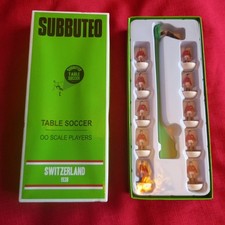 SUBBUTEO
TABLE SOCCER
OO SCALE PLAYERS
SWITZERLAND